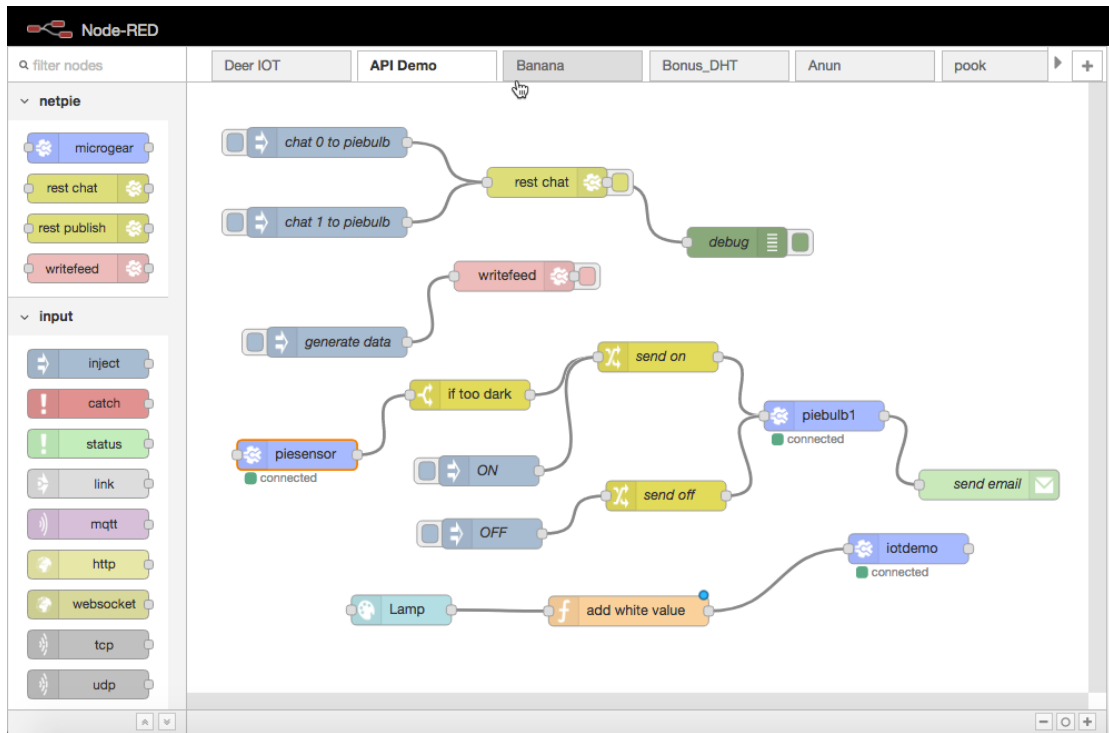 Node-RED
filter nodes
Deer IOT
API Demo
Banana
Bonus_DHT
Anun
pook
netpie
microgear
rest chat
rest publish
writefeed
input
inject
catch
status
link
mqtt
http
websocket
tcp
udp
chat 0 to piebulb
rest chat
chat 1 to piebulb
debug
writefeed
generate data
send on
if too dark
piebulb1
connected
piesensor
connected
ON
send email
send off
OFF
iotdemo
connected
Lamp
add white value